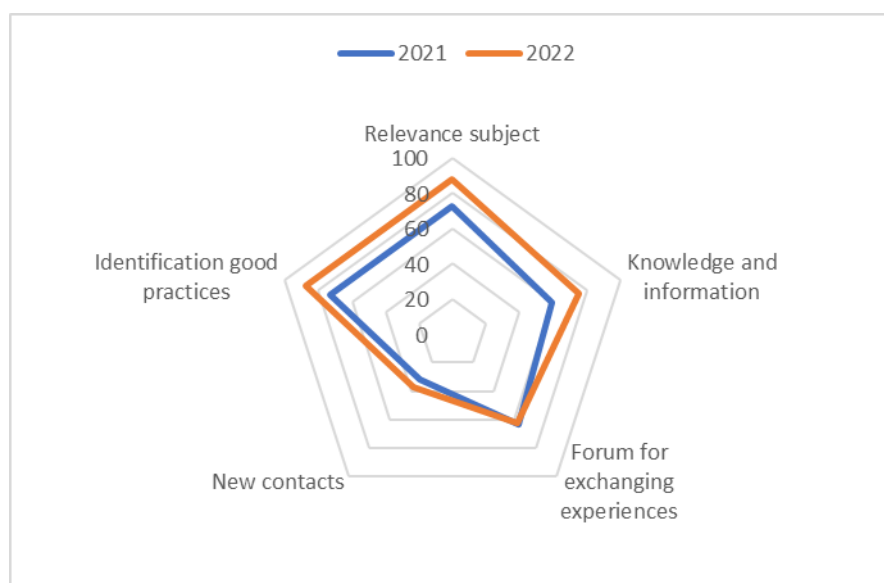 2021 2022
Relevance subject
100
80
60
40
20
0
Identification good
practices
Knowledge and
information
New contacts
Forum for
exchanging
experiences